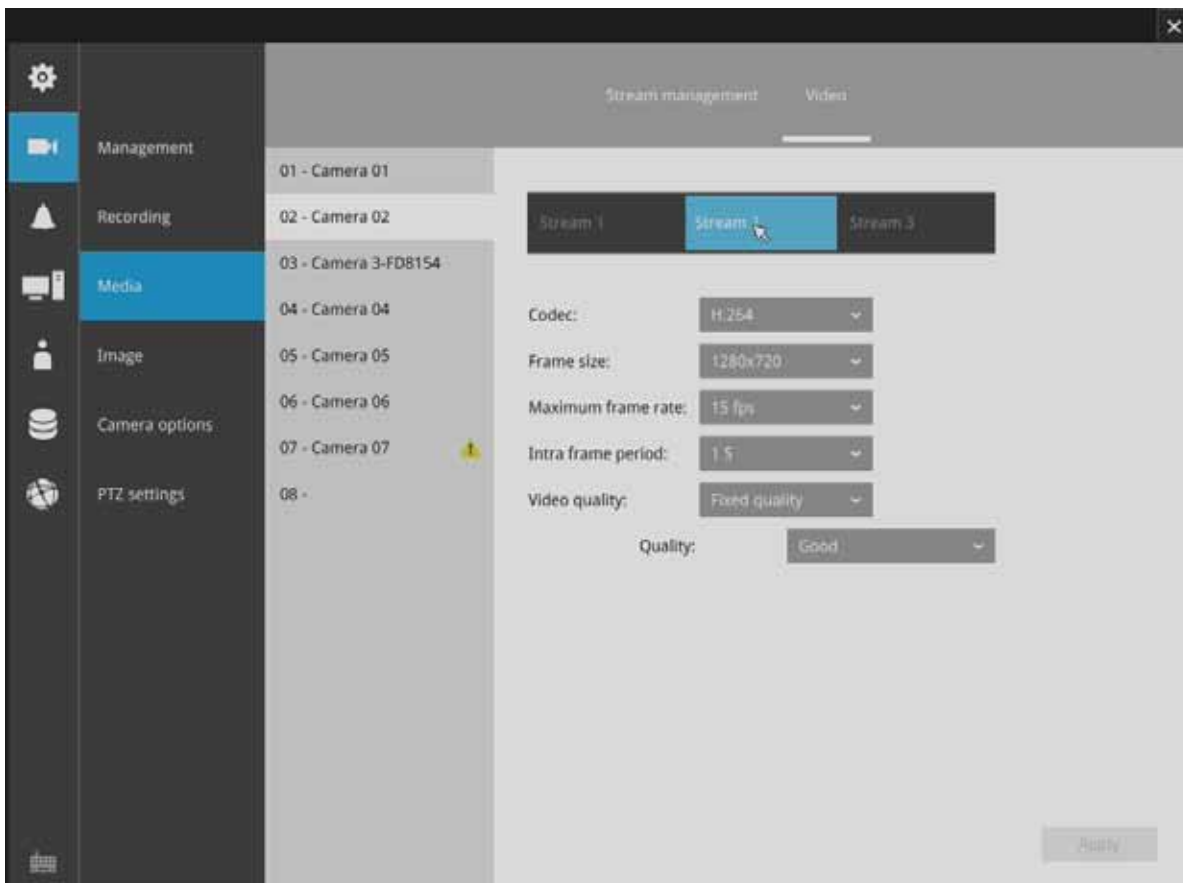 Stream management Video
Management
Recording
Media
Image
Camera options
PTZ settings
01 - Camera 01
02 - Camera 02
03 - Camera 3-FD8154
04 - Camera 04
05 - Camera 05
06 - Camera 06
07 - Camera 07
08 -
Stream 1 Stream Stream 3
Codec: H.264
Frame size: 1280x720
Maximum frame rate: 15 fps
Intra frame period: 1 S
Video quality: Fixed quality
Quality: Good
Apply